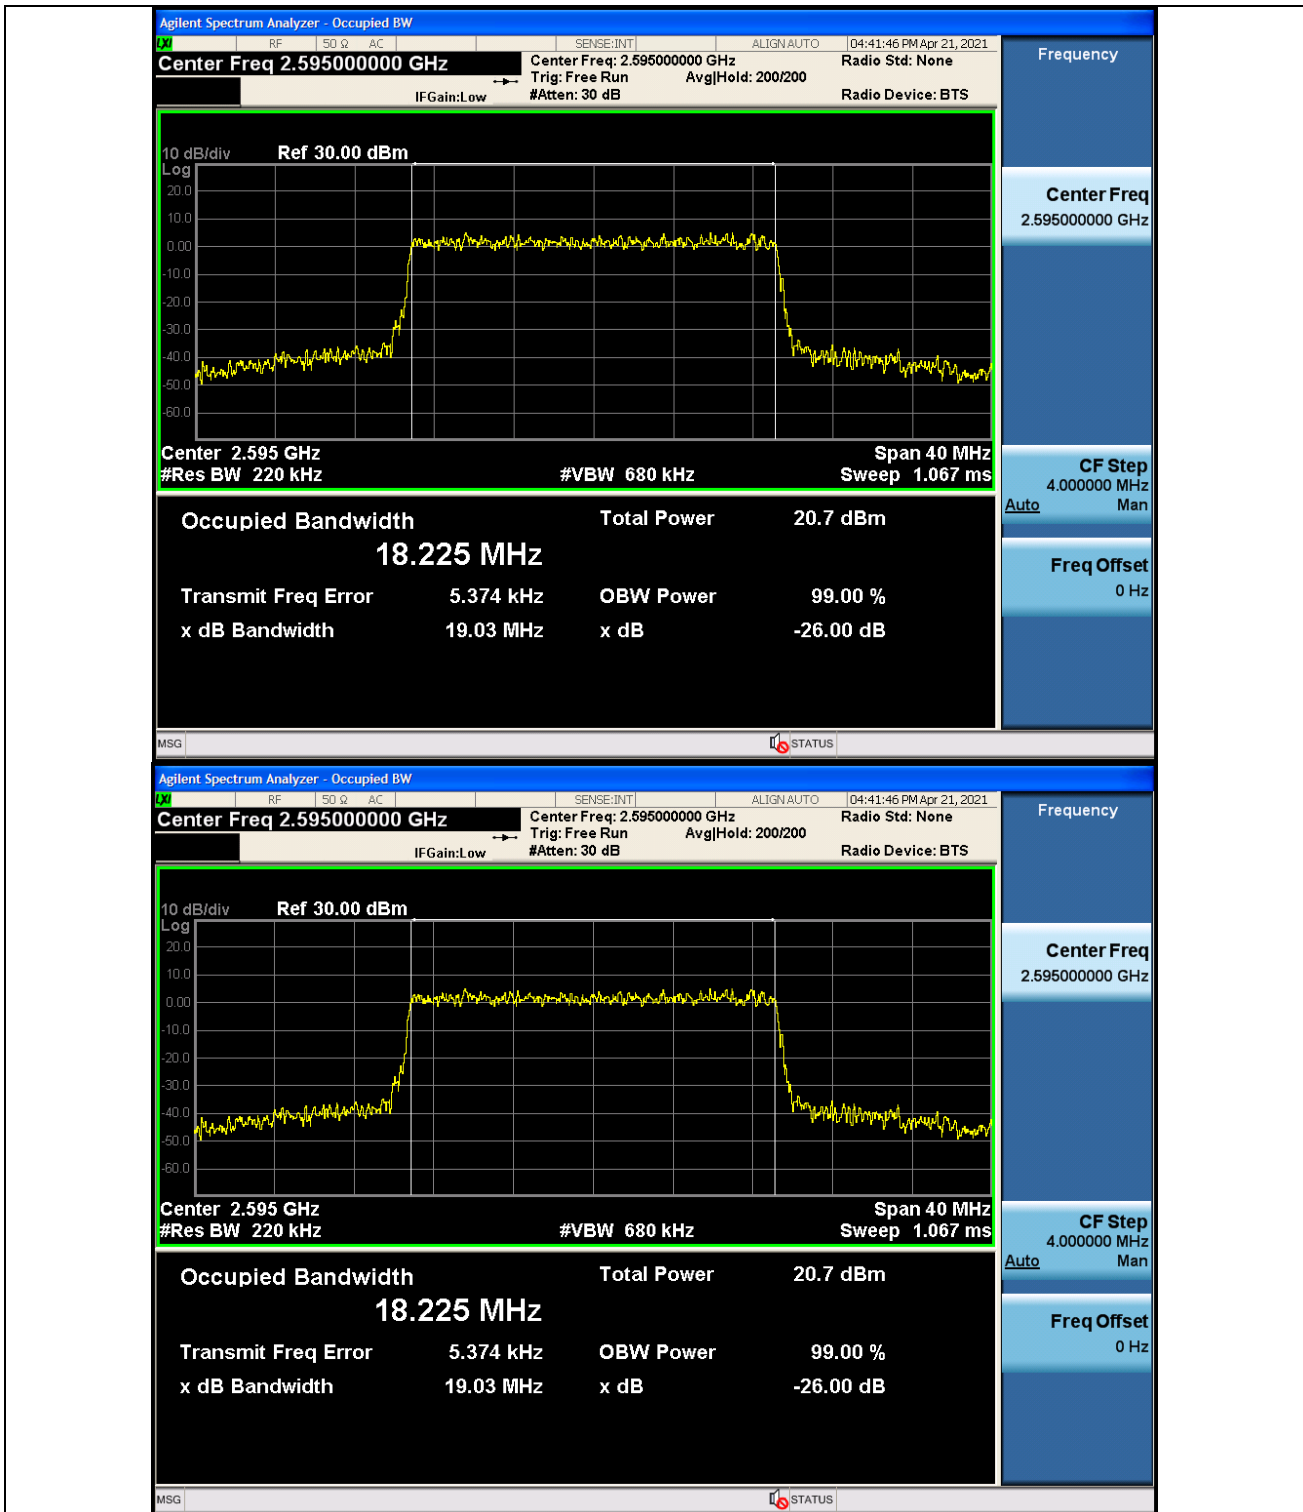 Agilent Spectrum Analyzer - Occupied BW
LXI RF 50 Ω AC SENSE:INT ALIGN AUTO 04:41:46 PM Apr 21, 2021
Center Freq 2.595000000 GHz Center Freq: 2.595000000 GHz Radio Std: None
Trig: Free Run Avg|Hold: 200/200
IFGain:Low #Atten: 30 dB Radio Device: BTS
Frequency
10 dB/div Ref 30.00 dBm
Log
20.0
10.0
0.00
-10.0
-20.0
-30.0
-40.0
-50.0
-60.0
Center 2.595 GHz Span 40 MHz
#Res BW 220 kHz #VBW 680 kHz Sweep 1.067 ms
Occupied Bandwidth Total Power 20.7 dBm
18.225 MHz
Transmit Freq Error 5.374 kHz OBW Power 99.00 %
x dB Bandwidth 19.03 MHz x dB -26.00 dB
Center Freq
2.595000000 GHz
CF Step
4.000000 MHz
Auto Man
Freq Offset
0 Hz
MSG STATUS
Agilent Spectrum Analyzer - Occupied BW
LXI RF 50 Ω AC SENSE:INT ALIGN AUTO 04:41:46 PM Apr 21, 2021
Center Freq 2.595000000 GHz Center Freq: 2.595000000 GHz Radio Std: None
Trig: Free Run Avg|Hold: 200/200
IFGain:Low #Atten: 30 dB Radio Device: BTS
Frequency
10 dB/div Ref 30.00 dBm
Log
20.0
10.0
0.00
-10.0
-20.0
-30.0
-40.0
-50.0
-60.0
Center 2.595 GHz Span 40 MHz
#Res BW 220 kHz #VBW 680 kHz Sweep 1.067 ms
Occupied Bandwidth Total Power 20.7 dBm
18.225 MHz
Transmit Freq Error 5.374 kHz OBW Power 99.00 %
x dB Bandwidth 19.03 MHz x dB -26.00 dB
Center Freq
2.595000000 GHz
CF Step
4.000000 MHz
Auto Man
Freq Offset
0 Hz
MSG STATUS